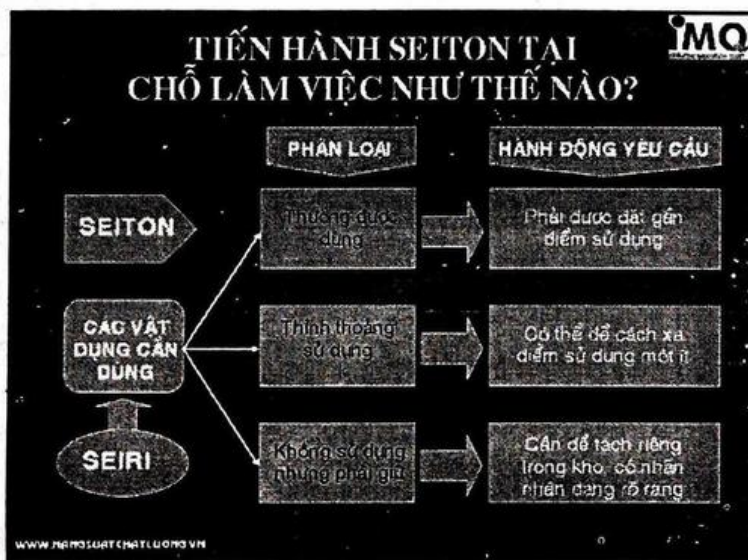 iMQ
TIẾN HÀNH SEITON TẠI
CHỖ LÀM VIỆC NHƯ THẾ NÀO?
PHÂN LOẠI
HÀNH ĐỘNG YÊU CẦU
SEITON
Thường được
dùng
Phải được đặt gần
điểm sử dụng
CÁC VẬT
DỤNG CẦN
DÙNG
Thỉnh thoảng
sử dụng
Có thể để cách xa
điểm sử dụng một ít
SEIRI
Không sử dụng
nhưng phải giữ
Cần để tách riêng
trong kho, có nhãn
nhận dạng rõ ràng
WWW.NANGSUATCHATLUONG.VN